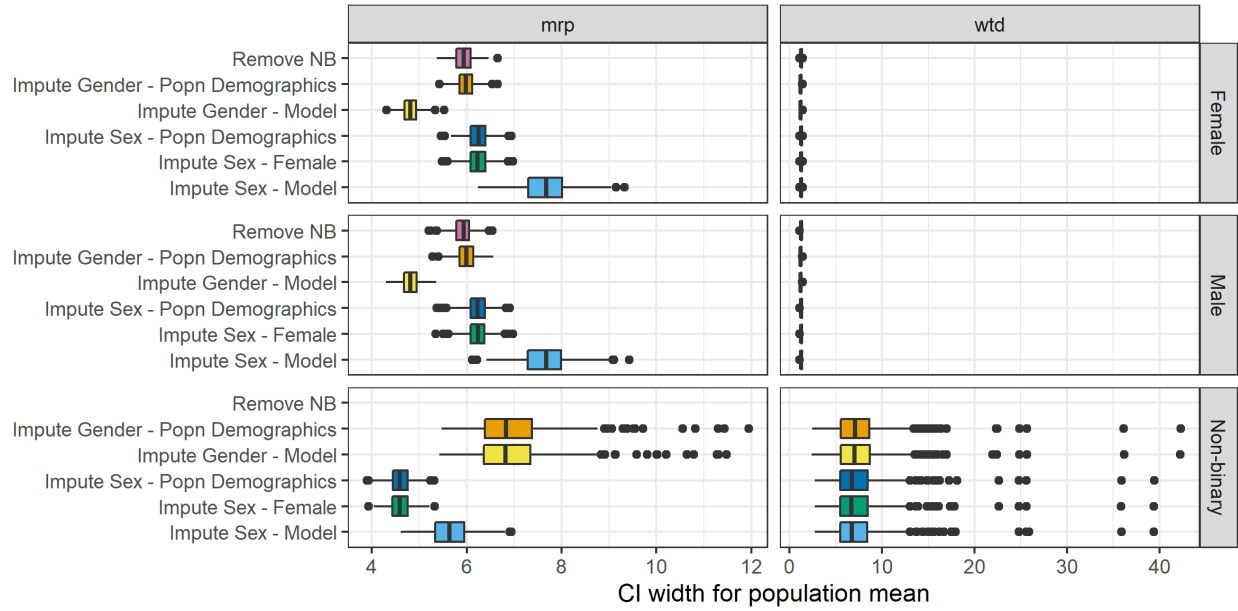 mrp wtd
Remove NB
Impute Gender - Popn Demographics
Impute Gender - Model
Impute Sex - Popn Demographics
Impute Sex - Female
Impute Sex - Model
Female
Remove NB
Impute Gender - Popn Demographics
Impute Gender - Model
Impute Sex - Popn Demographics
Impute Sex - Female
Impute Sex - Model
Male
Remove NB
Impute Gender - Popn Demographics
Impute Gender - Model
Impute Sex - Popn Demographics
Impute Sex - Female
Impute Sex - Model
Non-binary
4 6 8 10 12 0 10 20 30 40
CI width for population mean